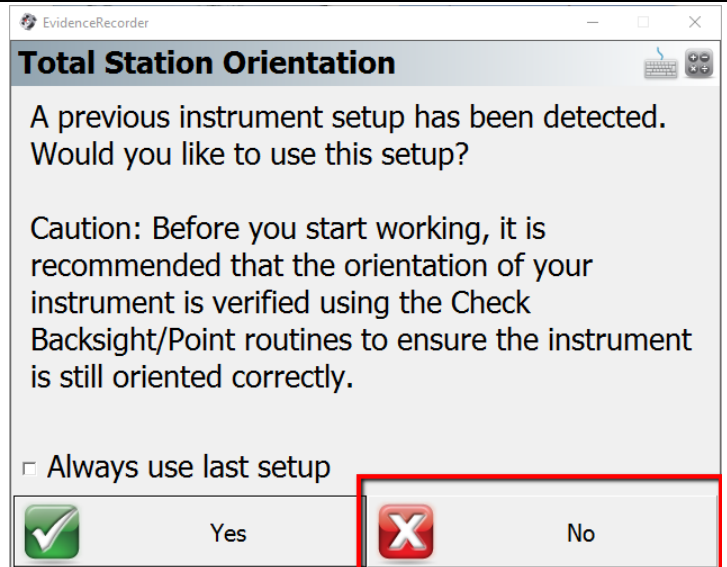 EvidenceRecorder
Total Station Orientation
A previous instrument setup has been detected.
Would you like to use this setup?
Caution: Before you start working, it is
recommended that the orientation of your
instrument is verified using the Check
Backsight/Point routines to ensure the instrument
is still oriented correctly.
Always use last setup
Yes
No